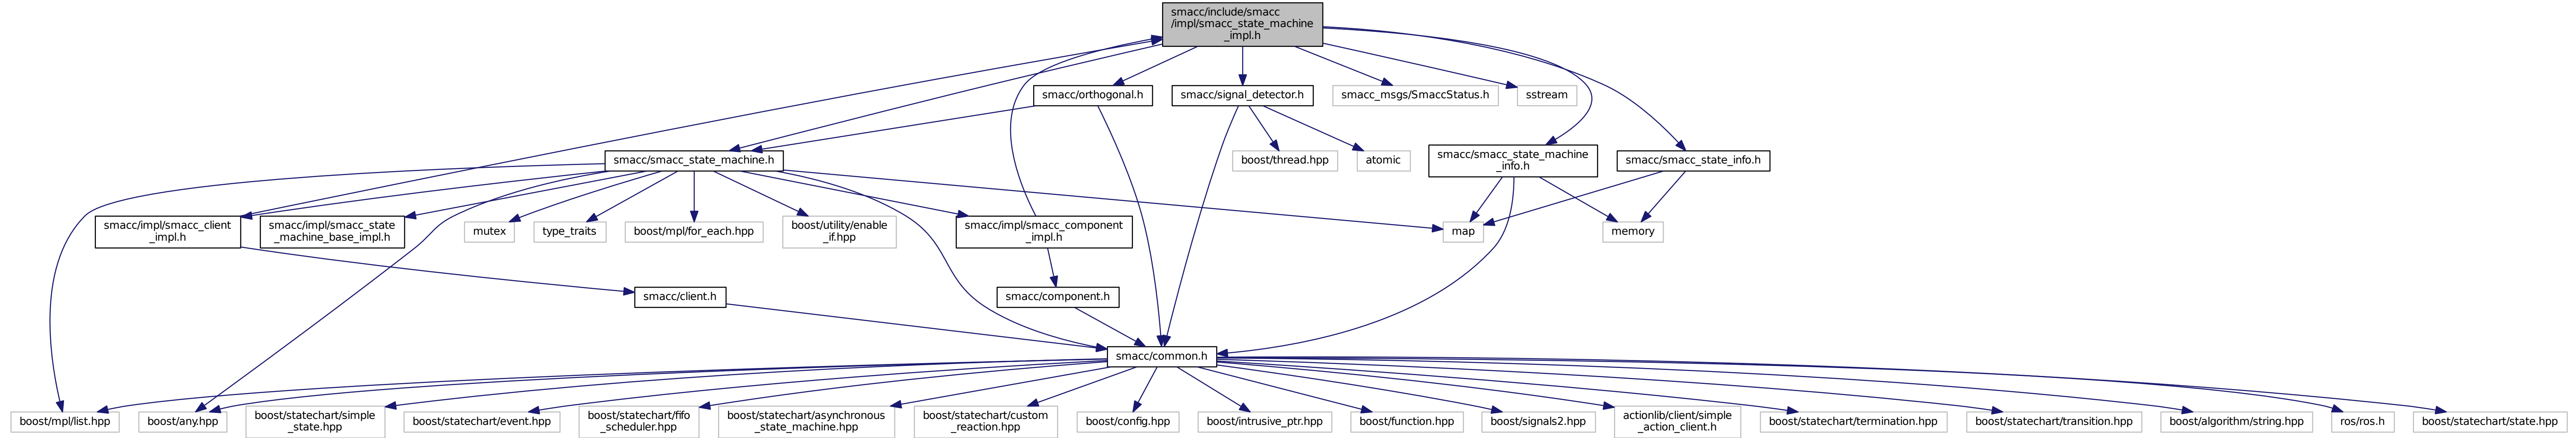 smacc/include/smacc
/impl/smacc_state_machine
_impl.h
smacc/orthogonal.h
smacc/signal_detector.h
smacc_msgs/SmaccStatus.h
sstream
smacc/smacc_state_machine.h
boost/thread.hpp
atomic
smacc/smacc_state_machine
_info.h
smacc/smacc_state_info.h
smacc/impl/smacc_client
_impl.h
smacc/impl/smacc_state
_machine_base_impl.h
mutex
type_traits
boost/mpl/for_each.hpp
boost/utility/enable
_if.hpp
smacc/impl/smacc_component
_impl.h
map
memory
smacc/client.h
smacc/component.h
smacc/common.h
boost/mpl/list.hpp
boost/any.hpp
boost/statechart/simple
_state.hpp
boost/statechart/event.hpp
boost/statechart/fifo
_scheduler.hpp
boost/statechart/asynchronous
_state_machine.hpp
boost/statechart/custom
_reaction.hpp
boost/config.hpp
boost/intrusive_ptr.hpp
boost/function.hpp
boost/signals2.hpp
actionlib/client/simple
_action_client.h
boost/statechart/termination.hpp
boost/statechart/transition.hpp
boost/algorithm/string.hpp
ros/ros.h
boost/statechart/state.hpp